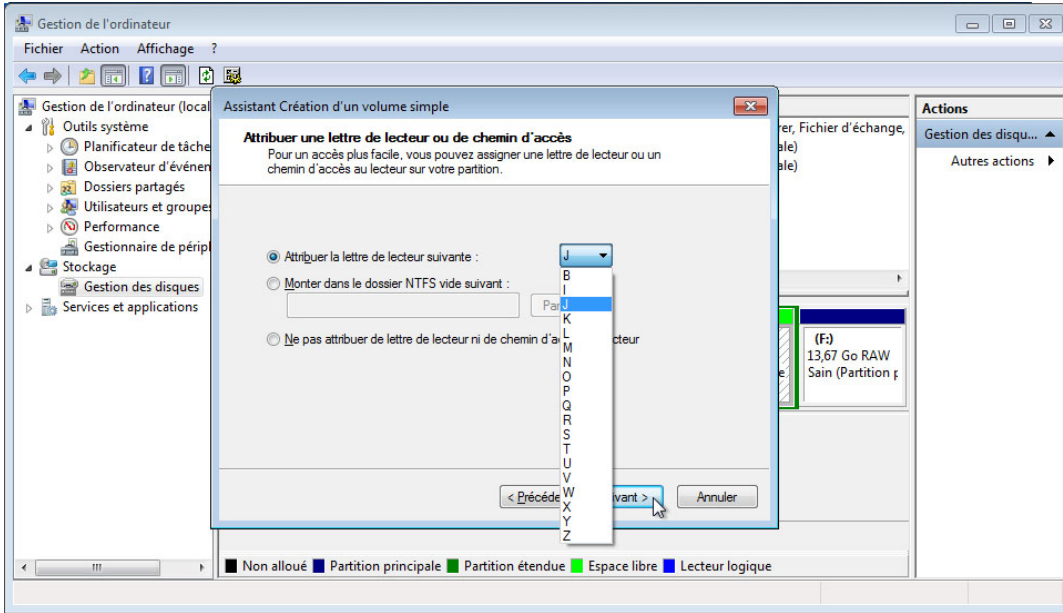 Gestion de l'ordinateur
Fichier Action Affichage ?
Gestion de l'ordinateur (local
Outils système
Planificateur de tâche
Observateur d'événen
Dossiers partagés
Utilisateurs et groupes
Performance
Gestionnaire de péripl
Stockage
Gestion des disques
Services et applications
Assistant Création d'un volume simple
Attribuer une lettre de lecteur ou de chemin d'accès
Pour un accès plus facile, vous pouvez assigner une lettre de lecteur ou un
chemin d'accès au lecteur sur votre partition.
Attribuer la lettre de lecteur suivante :
J
Monter dans le dossier NTFS vide suivant :
Par
Ne pas attribuer de lettre de lecteur ni de chemin d'a cteur
B
I
J
K
L
M
N
O
P
Q
R
S
T
U
V
W
X
Y
Z
< Précéde ivant > Annuler
rer, Fichier d'échange,
ale)
ale)
(F:)
13,67 Go RAW
Sain (Partition p
Actions
Gestion des disqu...
Autres actions
Non alloué Partition principale Partition étendue Espace libre Lecteur logique